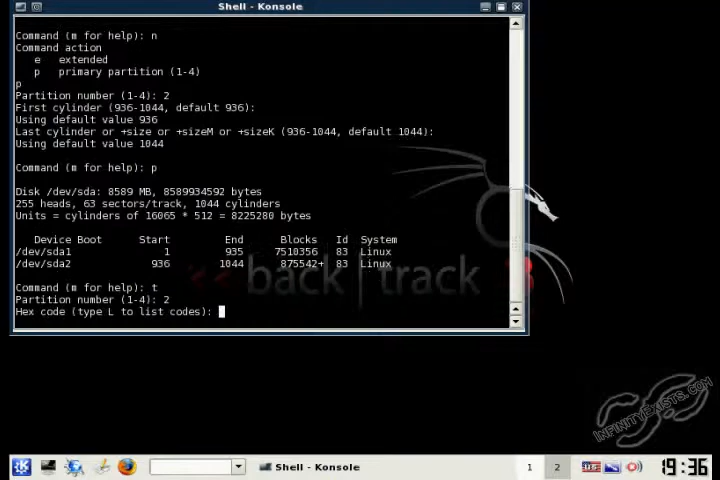 Shell - Konsole
Command (m for help): n
Command action
e   extended
p   primary partition (1-4)
p
Partition number (1-4): 2
First cylinder (936-1044, default 936):
Using default value 936
Last cylinder or +size or +sizeM or +sizeK (936-1044, default 1044):
Using default value 1044
Command (m for help): p
Disk /dev/sda: 8589 MB, 8589934592 bytes
255 heads, 63 sectors/track, 1044 cylinders
Units = cylinders of 16065 * 512 = 8225280 bytes
Device Boot      Start         End      Blocks   Id  System
/dev/sda1               1         935     7510356   83  Linux
/dev/sda2             936        1044      875542+  83  Linux
<< back | track 3
Command (m for help): t
Partition number (1-4): 2
Hex code (type L to list codes):
InfinityExists.com
Shell - Konsole
1
2
19:36